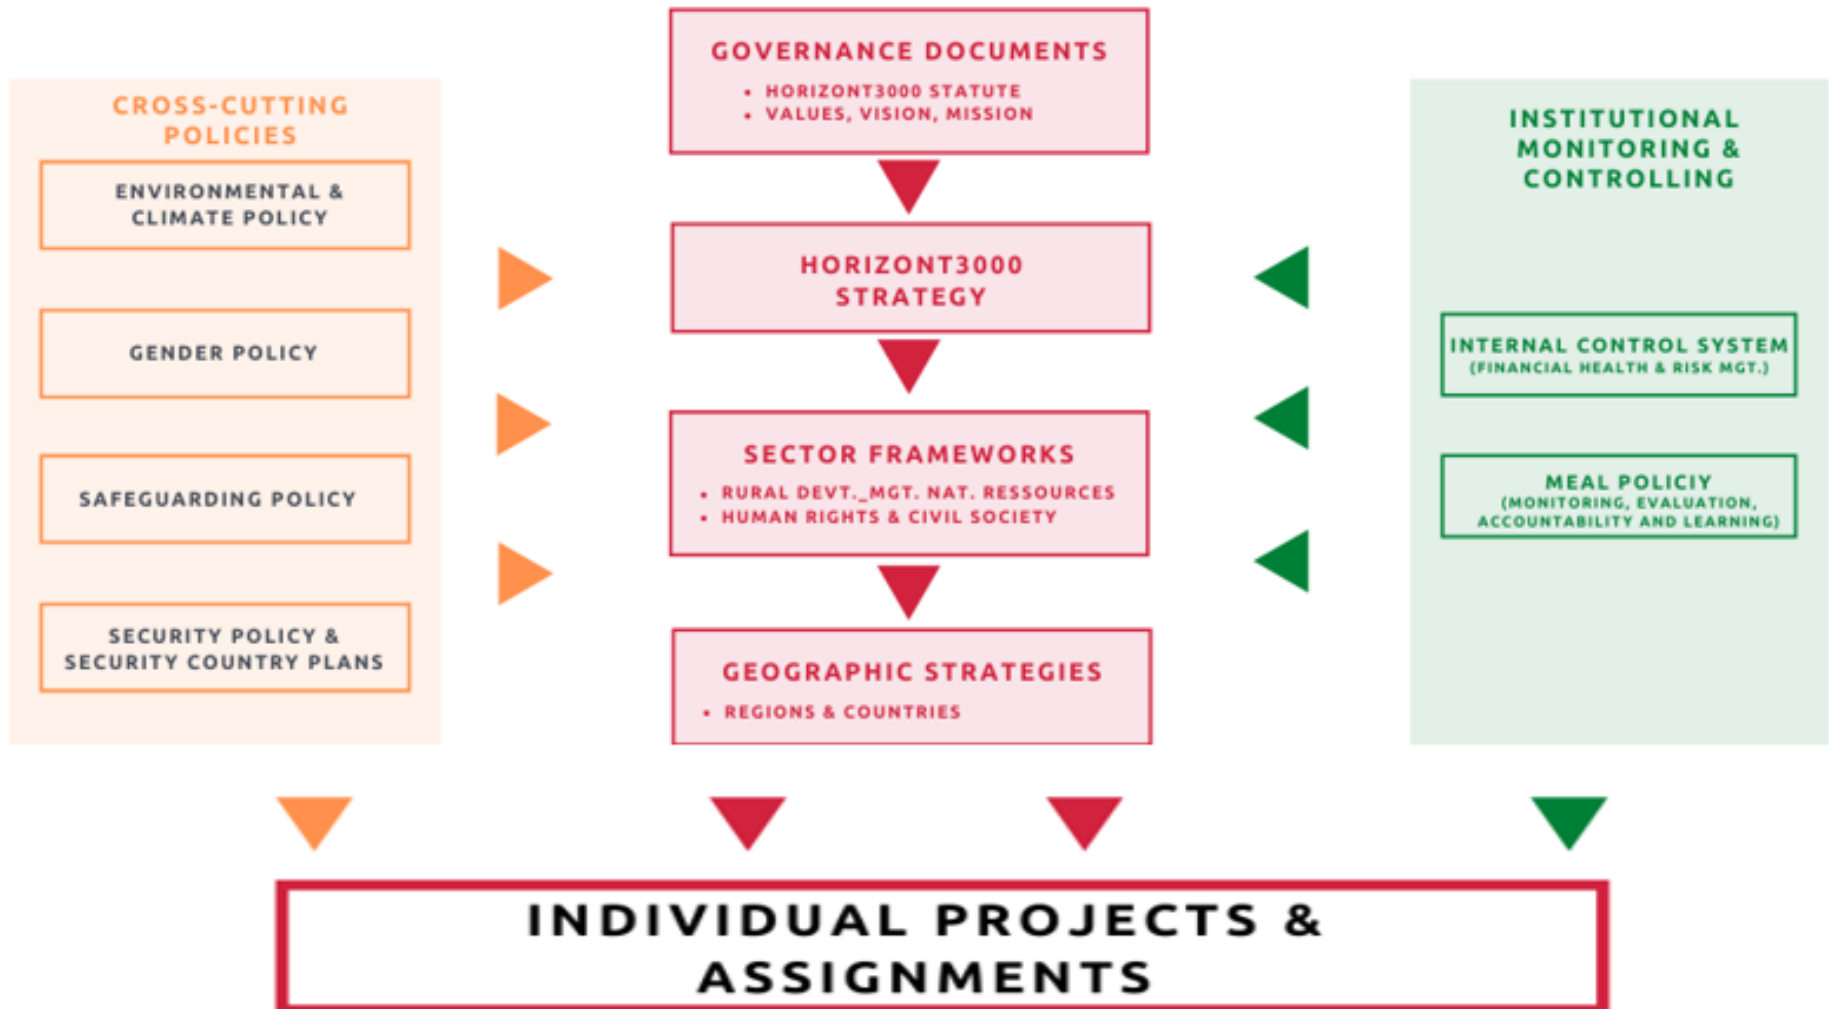 GOVERNANCE DOCUMENTS
• HORIZONT3000 STATUTE
• VALUES, VISION, MISSION
CROSS-CUTTING
POLICIES
ENVIRONMENTAL &
CLIMATE POLICY
GENDER POLICY
SAFEGUARDING POLICY
SECURITY POLICY &
SECURITY COUNTRY PLANS
HORIZONT3000
STRATEGY
SECTOR FRAMEWORKS
• RURAL DEVT._MGT. NAT. RESSOURCES
• HUMAN RIGHTS & CIVIL SOCIETY
GEOGRAPHIC STRATEGIES
• REGIONS & COUNTRIES
INSTITUTIONAL
MONITORING &
CONTROLLING
INTERNAL CONTROL SYSTEM
(FINANCIAL HEALTH & RISK MGT.)
MEAL POLICIY
(MONITORING, EVALUATION,
ACCOUNTABILITY AND LEARNING)
INDIVIDUAL PROJECTS &
ASSIGNMENTS